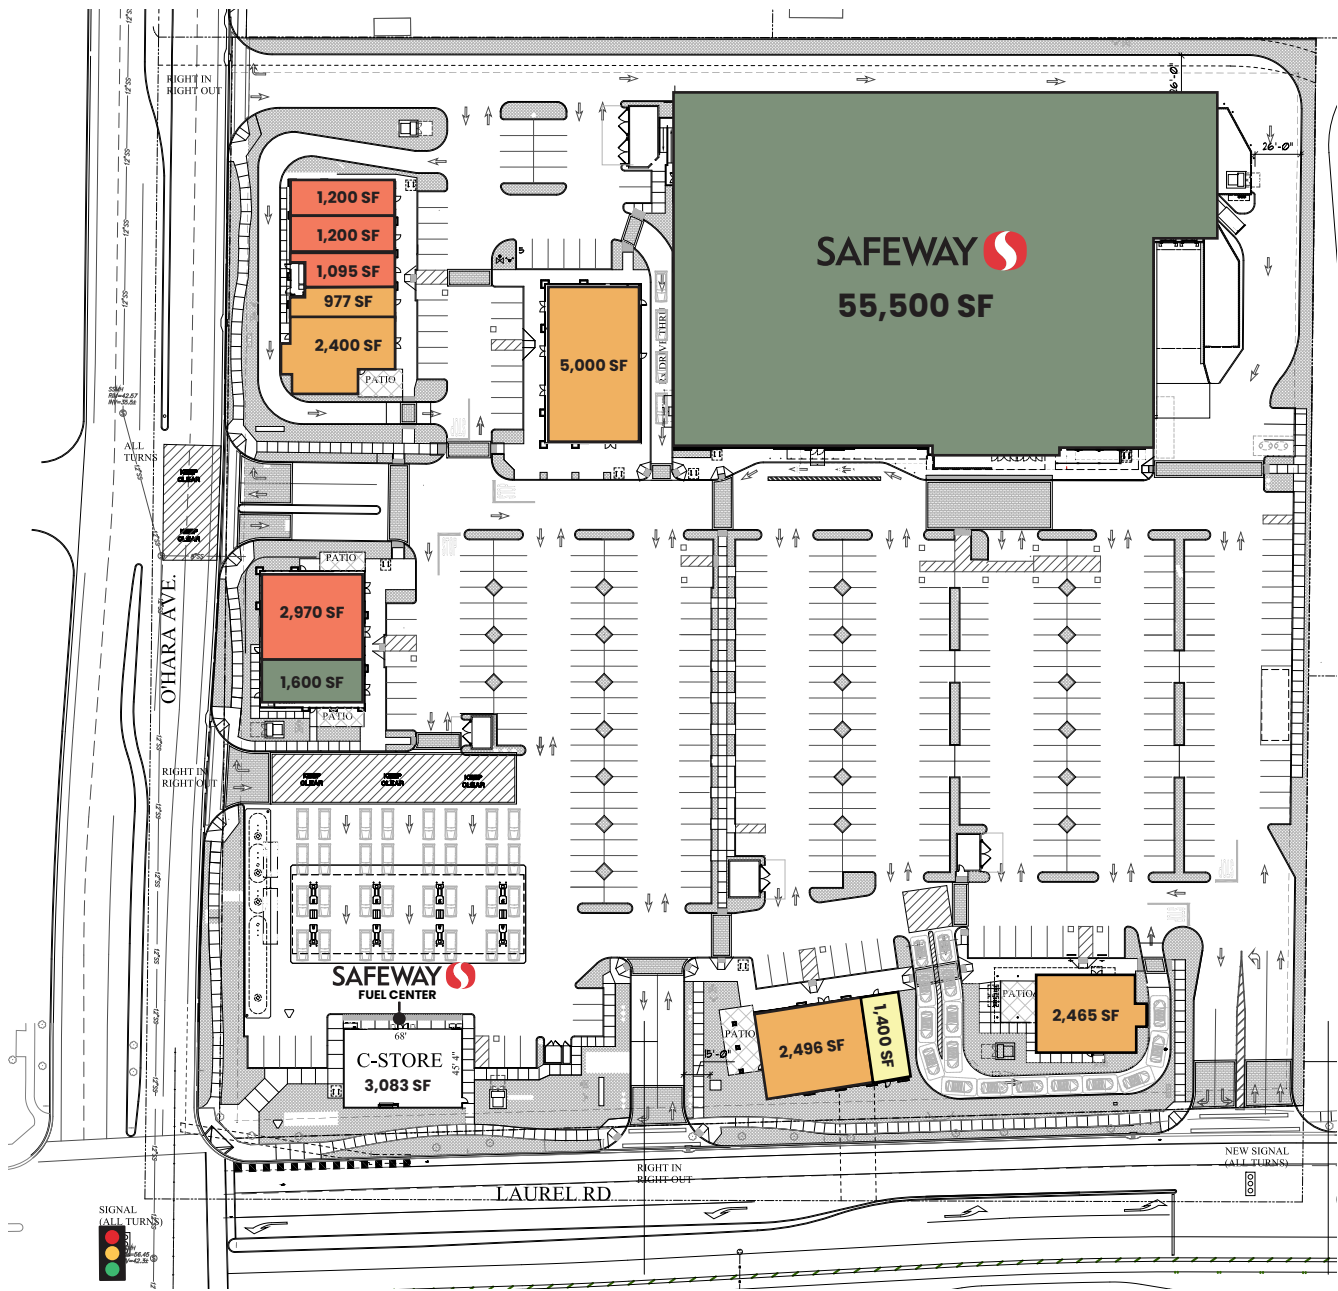 RIGHT IN
RIGHT OUT
26'-0"
26'-0"
1,200 SF
1,200 SF
1,095 SF
977 SF
2,400 SF
PATIO
5,000 SF
DRIVE THRU
SAFEWAY
55,500 SF
ALL
TURNS
KEEP
CLEAR
KEEP
CLEAR
PATIO
2,970 SF
1,600 SF
PATIO
O'HARA AVE.
RIGHT IN
RIGHT OUT
KEEP
CLEAR
KEEP
CLEAR
KEEP
CLEAR
SAFEWAY
FUEL CENTER
68'
C-STORE
45'
3,083 SF
PATIO
15'-0"
2,496 SF
1,400 SF
PATIO
2,465 SF
RIGHT IN
RIGHT OUT
LAUREL RD
NEW SIGNAL
(ALL TURNS)
SIGNAL
(ALL TURNS)